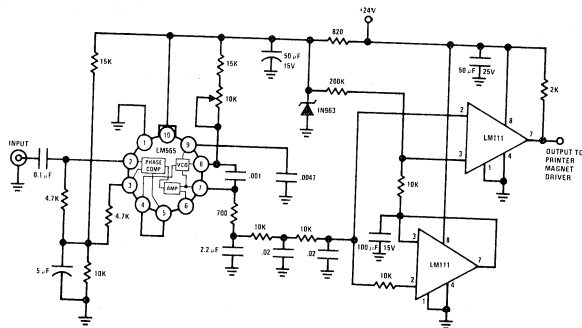 +24V
820
15K
50 µF
15V
15K
200K
50 µF
25V
2K
10K
IN963
2
8
LM111
7
3
4
1
OUTPUT TO
PRINTER
MAGNET
DRIVER
1
10
LM565
9
INPUT
2
PHASE
COMP
VCO
8
0.1 µF
3
AMP
7
.001
.0047
4
5
6
4.7K
4.7K
700
10K
10K
10K
2.2 µF
.02
.02
100 µF
15V
3
8
LM111
7
2
10K
4
1
5 µF
10K